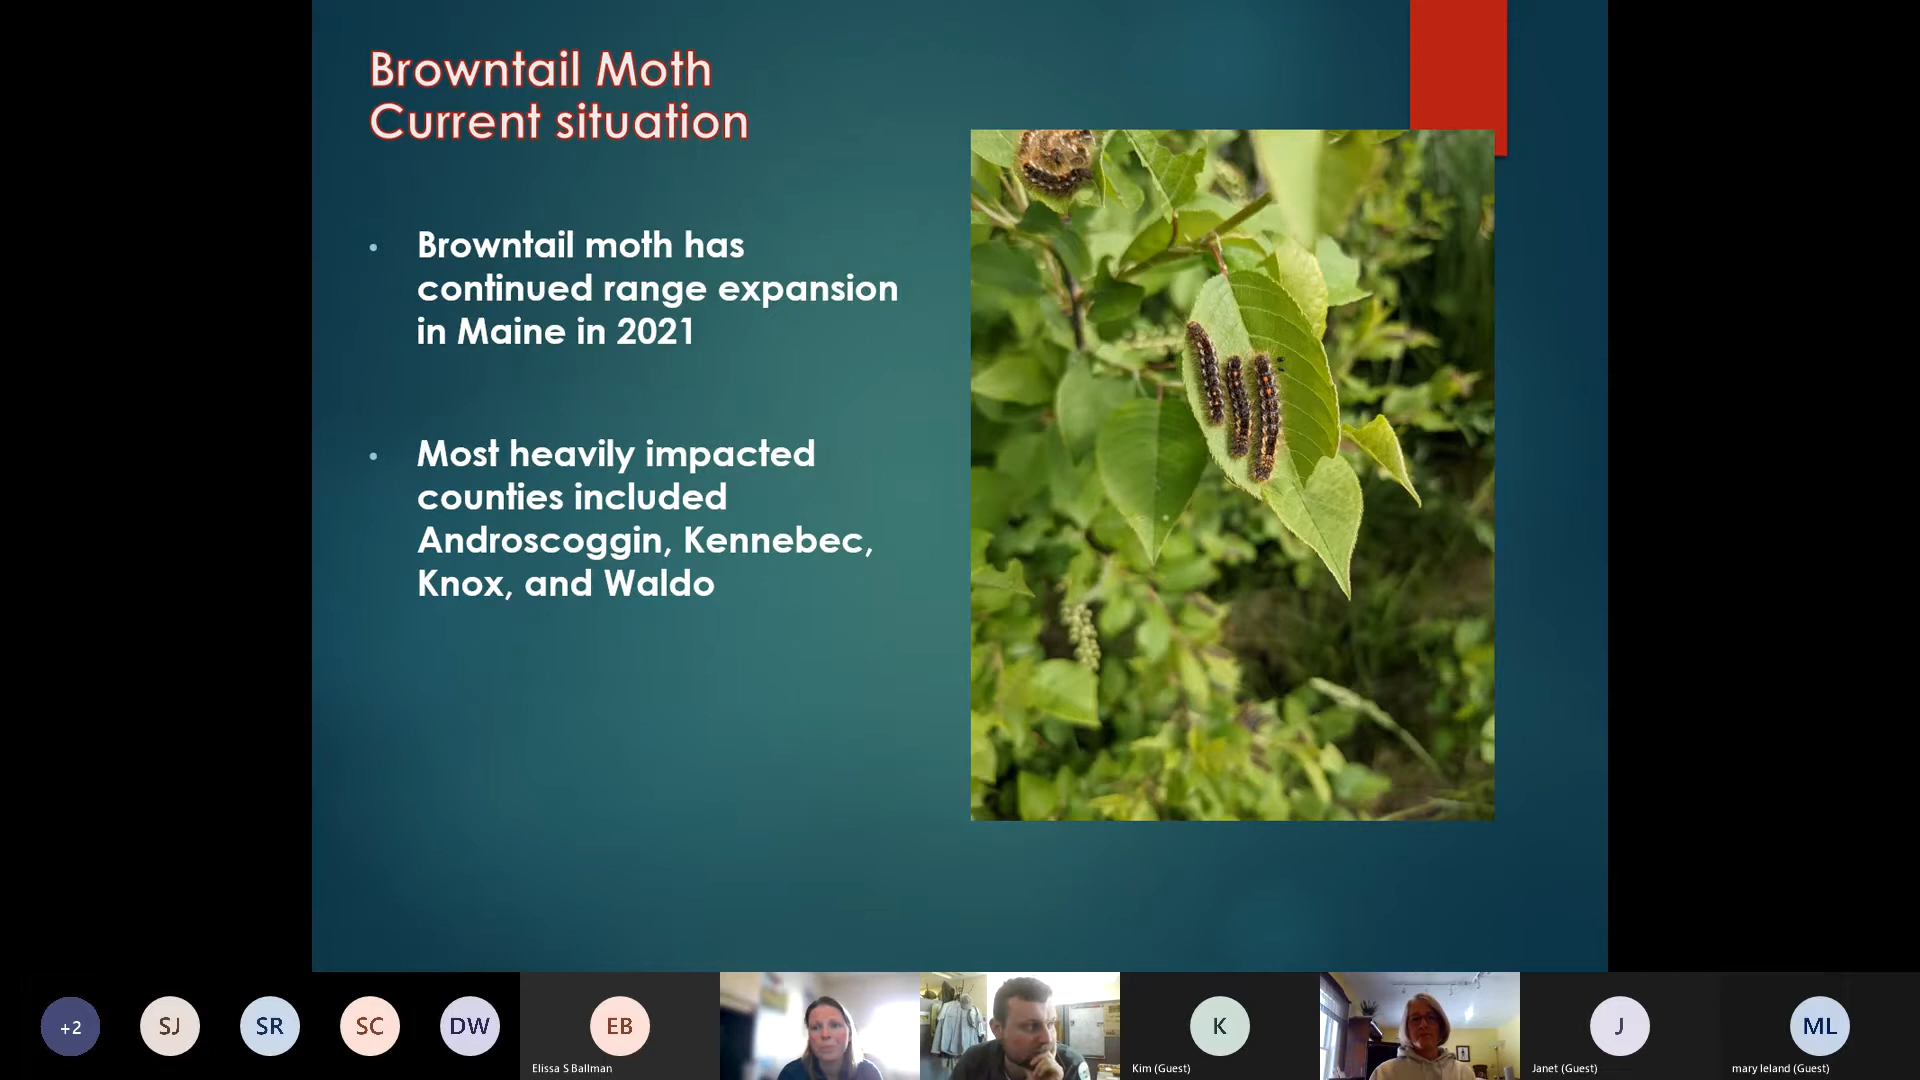 Browntail Moth
Current situation
• Browntail moth has
continued range expansion
in Maine in 2021
• Most heavily impacted
counties included
Androscoggin, Kennebec,
Knox, and Waldo
+2
SJ
SR
SC
DW
EB
K
J
ML
Elissa S Ballman
Kim (Guest)
Janet (Guest)
mary leland (Guest)